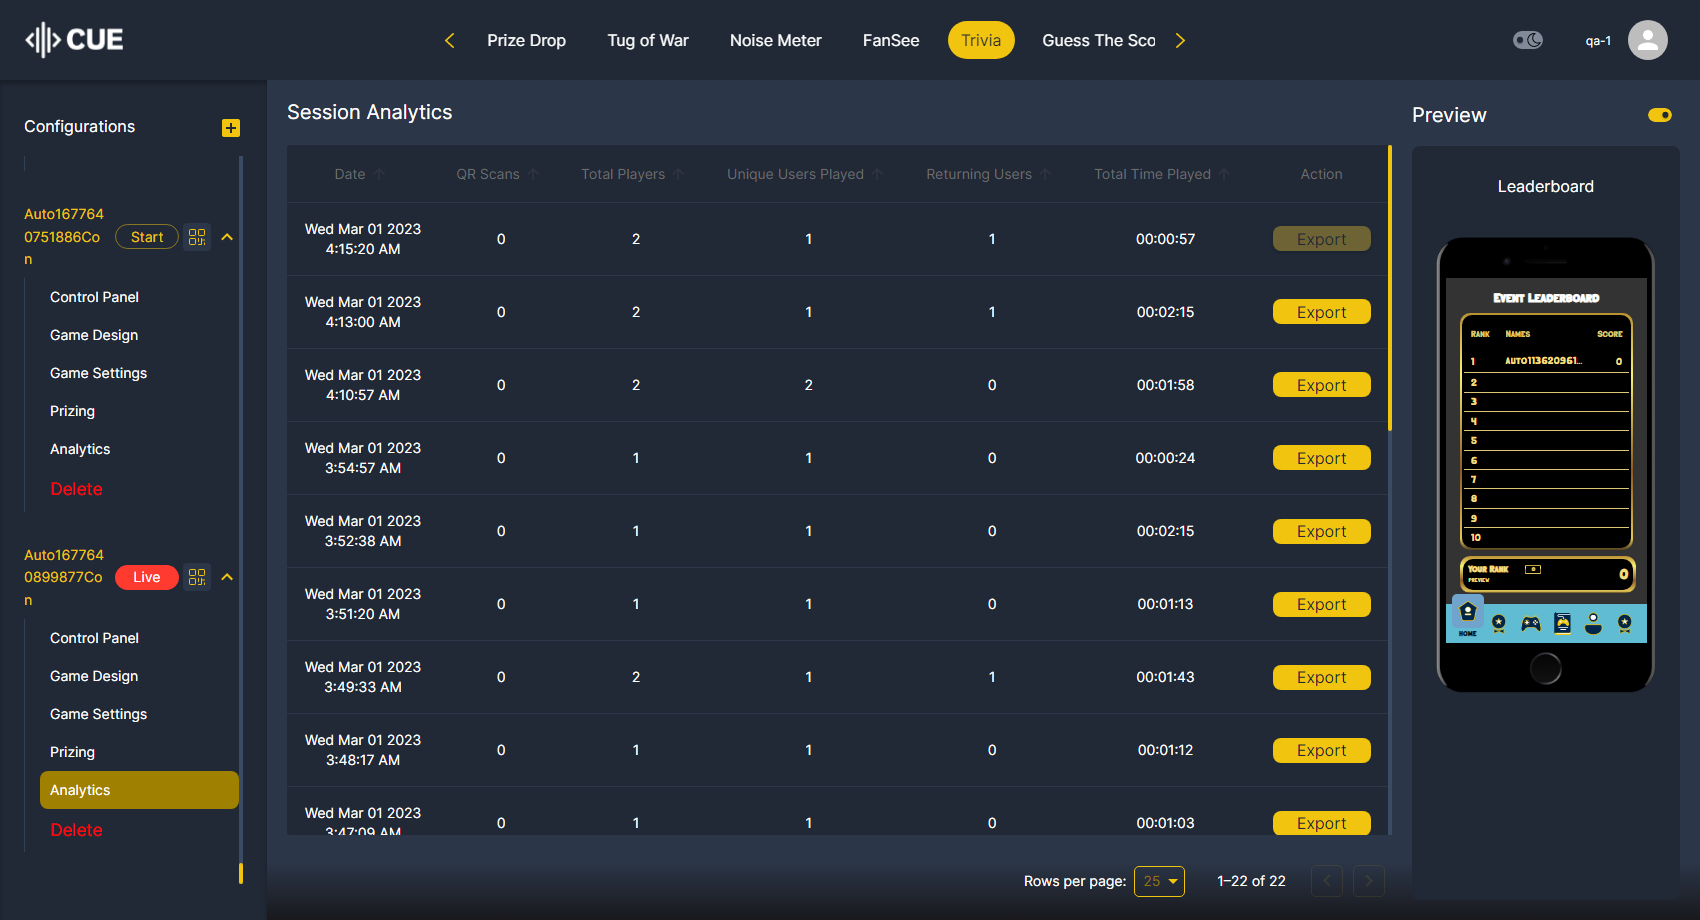 CUE
Prize Drop
Tug of War
Noise Meter
FanSee
Trivia
Guess The Sco
qa-1
Configurations
Auto167764
0751886Co
n
Start
Control Panel
Game Design
Game Settings
Prizing
Analytics
Delete
Auto167764
0899877Co
n
Live
Control Panel
Game Design
Game Settings
Prizing
Analytics
Delete
Session Analytics
Date QR Scans Total Players Unique Users Played Returning Users Total Time Played Action
Wed Mar 01 2023
4:15:20 AM
0 2 1 1 00:00:57 Export
Wed Mar 01 2023
4:13:00 AM
0 2 1 1 00:02:15 Export
Wed Mar 01 2023
4:10:57 AM
0 2 2 0 00:01:58 Export
Wed Mar 01 2023
3:54:57 AM
0 1 1 0 00:00:24 Export
Wed Mar 01 2023
3:52:38 AM
0 1 1 0 00:02:15 Export
Wed Mar 01 2023
3:51:20 AM
0 1 1 0 00:01:13 Export
Wed Mar 01 2023
3:49:33 AM
0 2 1 1 00:01:43 Export
Wed Mar 01 2023
3:48:17 AM
0 1 1 0 00:01:12 Export
Wed Mar 01 2023
3:47:09 AM
0 1 1 0 00:01:03 Export
Rows per page: 25 1–22 of 22
Preview
Leaderboard
Event Leaderboard
Rank Names Score
1 auto113620961... 0
2
3
4
5
6
7
8
9
10
Your Rank
Preview
0
0
Home